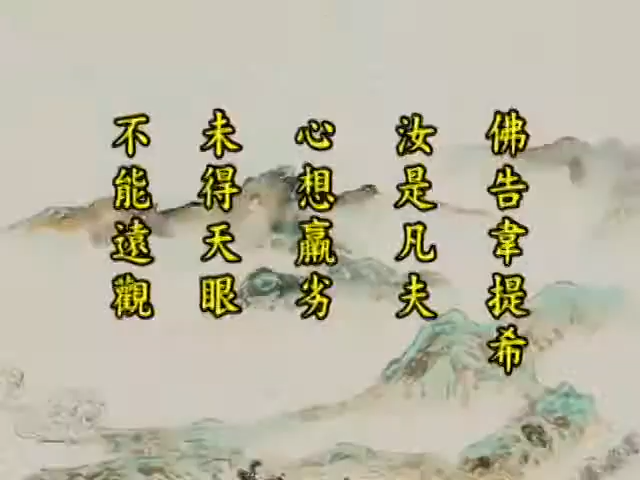 佛告韋提希
汝是凡夫
心想羸劣
未得天眼
不能遠觀